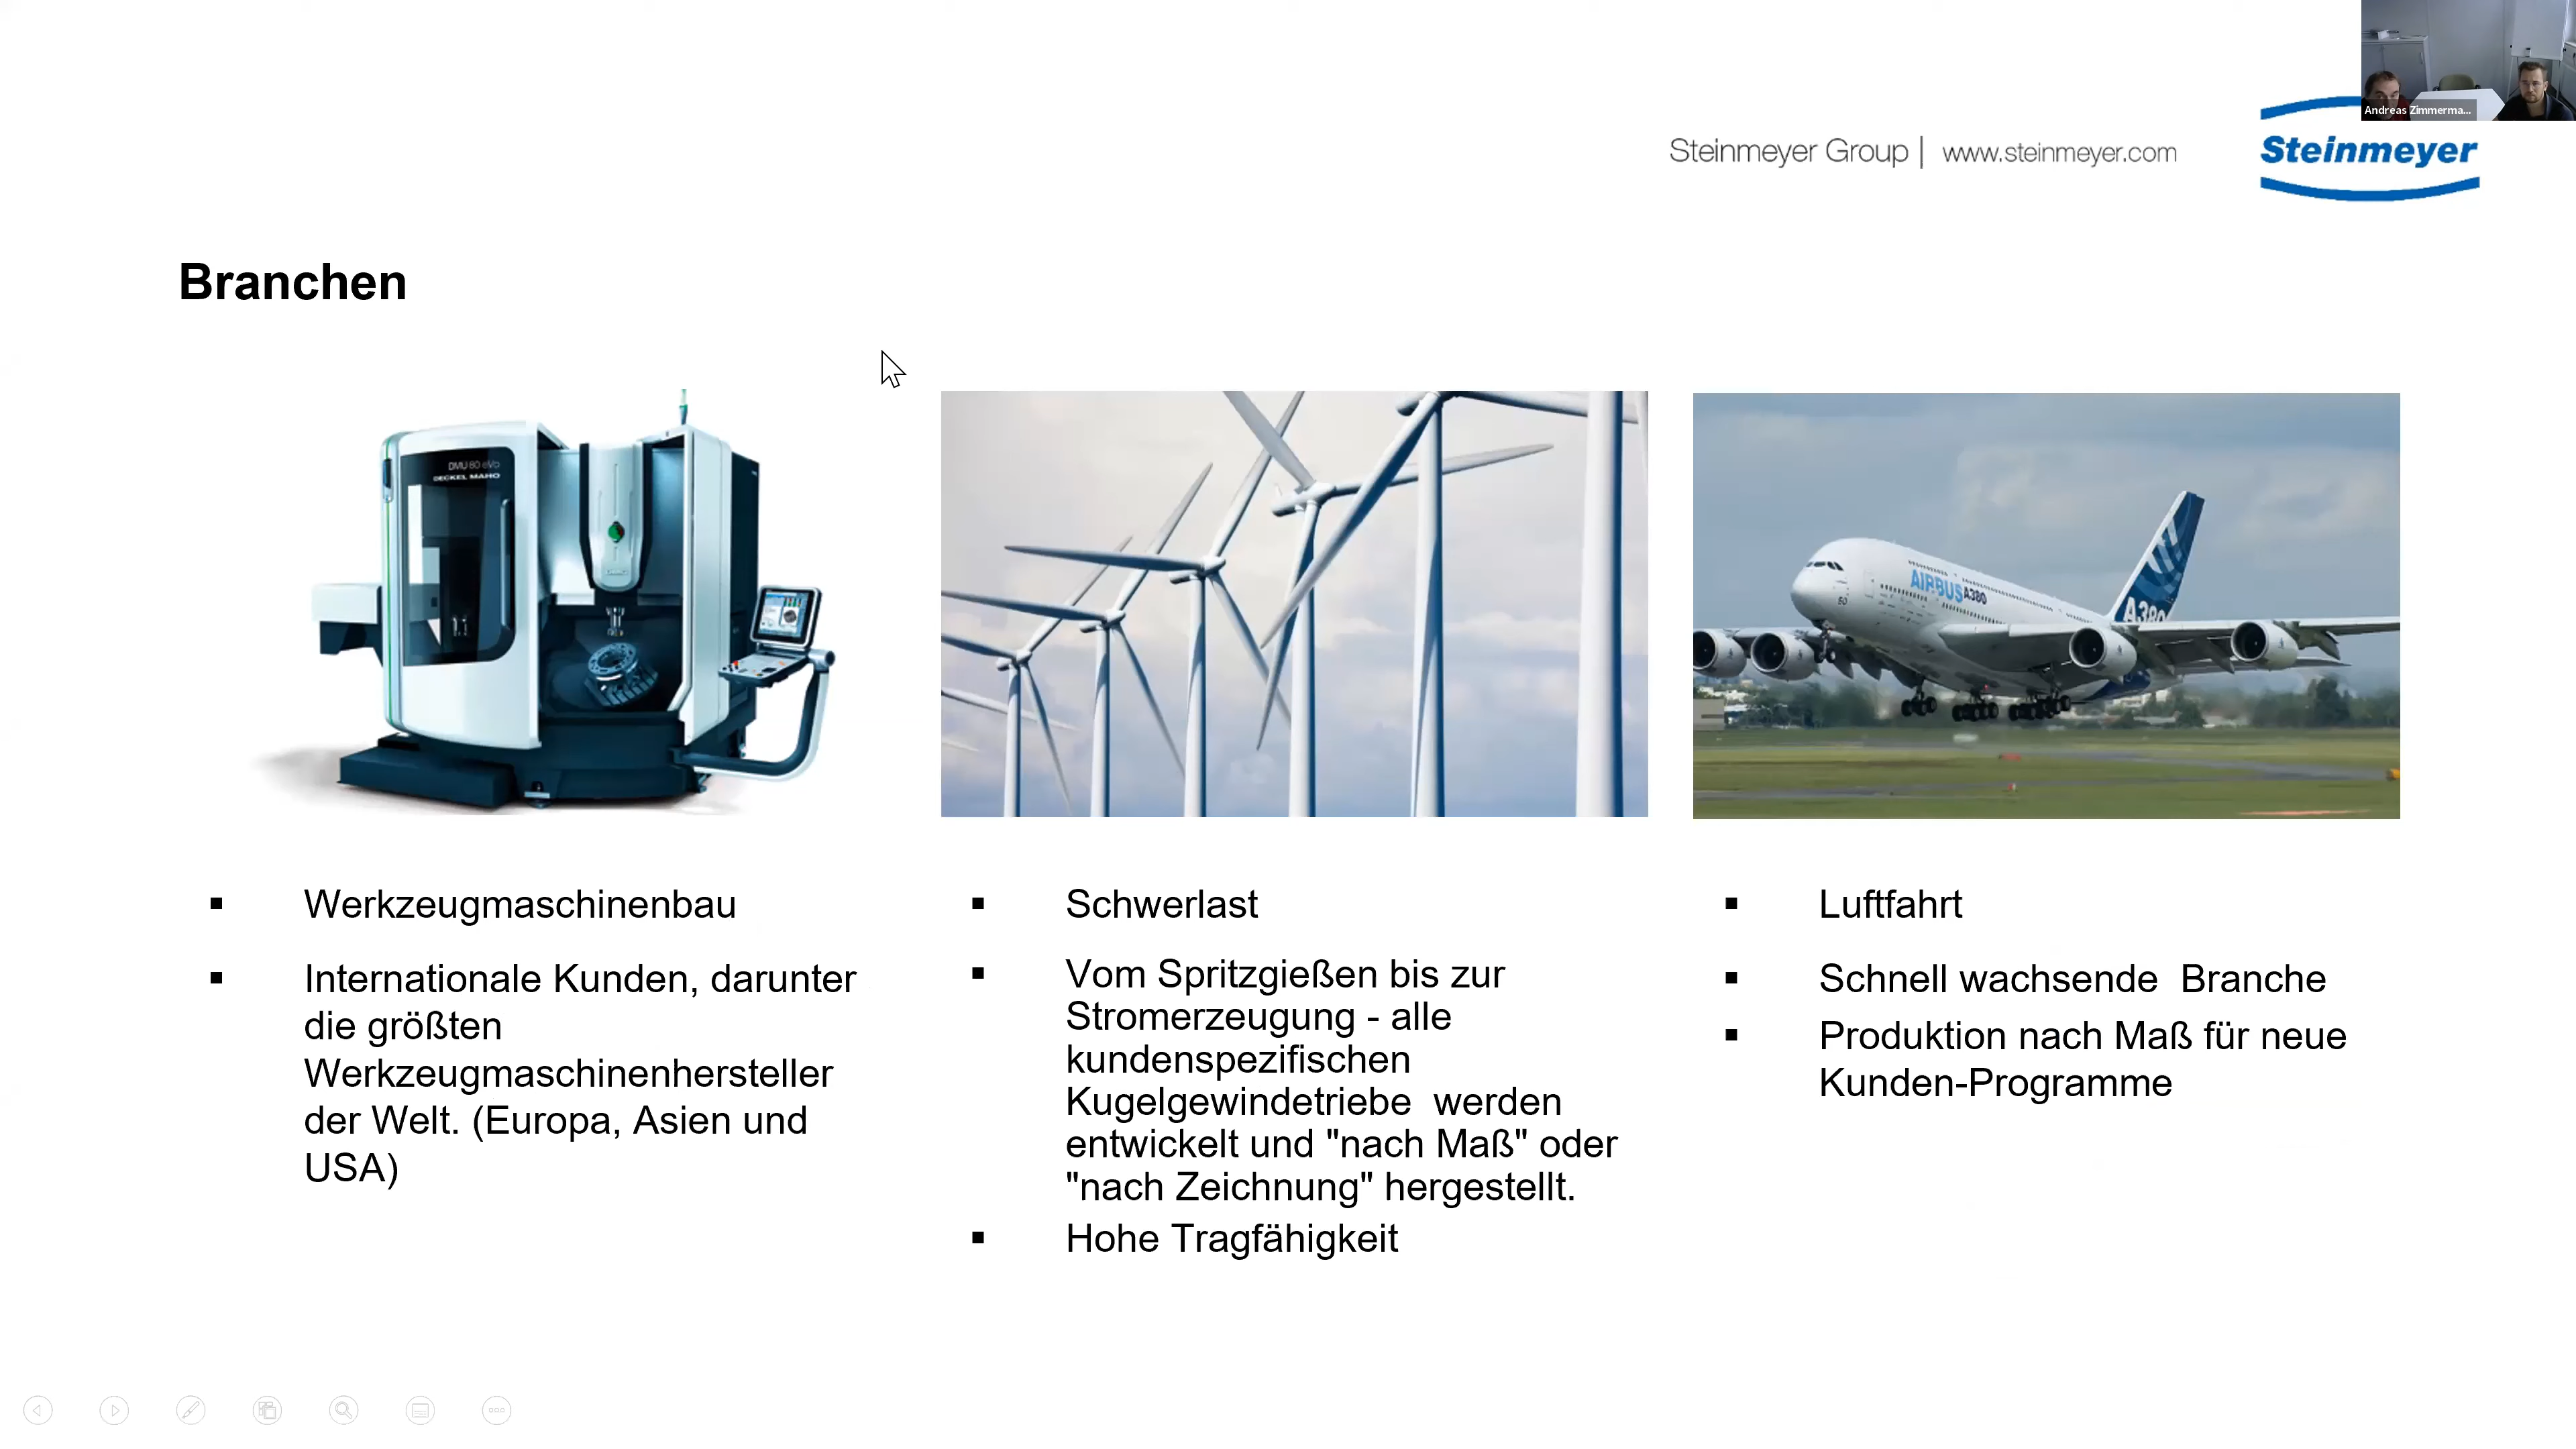 Andreas Zimmerma...
Steinmeyer Group | www.steinmeyer.com
Steinmeyer
Branchen
DMU 80 eVo
DECKEL MAHO
AIRBUS A380
A380
▪ Werkzeugmaschinenbau
▪ Internationale Kunden, darunter
die größten
Werkzeugmaschinenhersteller
der Welt. (Europa, Asien und
USA)
▪ Schwerlast
▪ Vom Spritzgießen bis zur
Stromerzeugung - alle
kundenspezifischen
Kugelgewindetriebe  werden
entwickelt und "nach Maß" oder
"nach Zeichnung" hergestellt.
▪ Hohe Tragfähigkeit
▪ Luftfahrt
▪ Schnell wachsende  Branche
▪ Produktion nach Maß für neue
Kunden-Programme